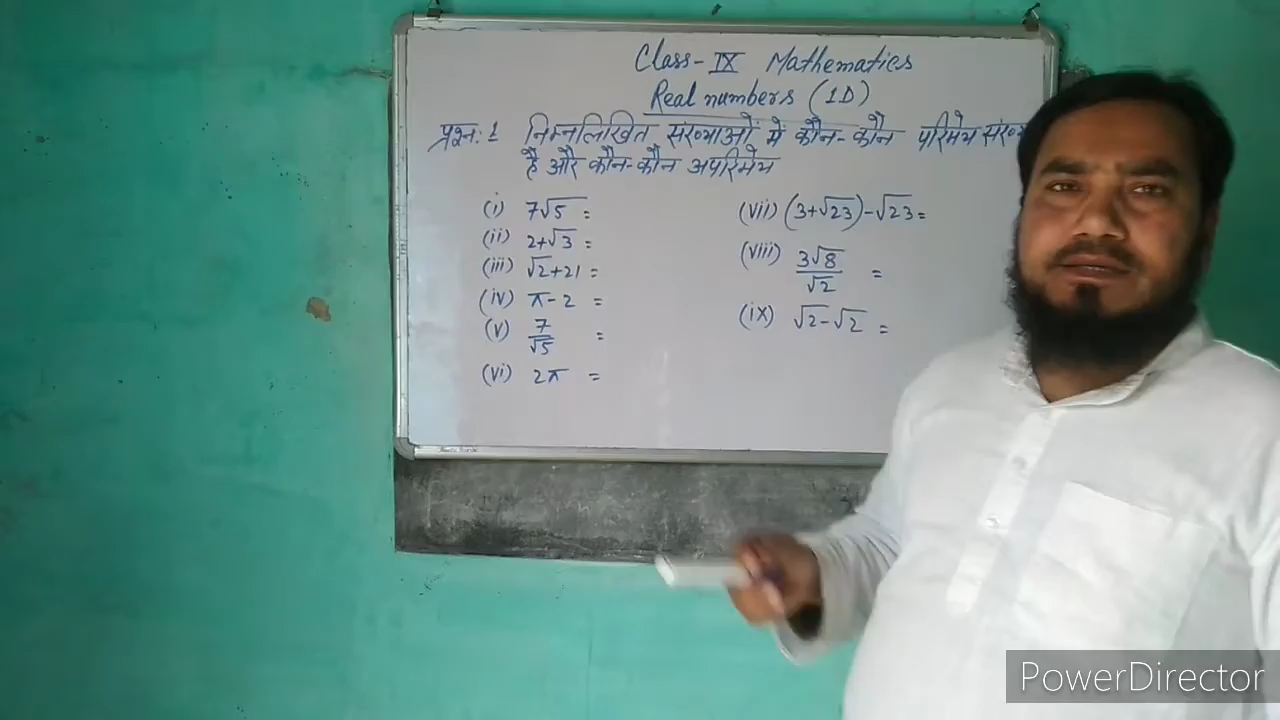 Class-IX Mathematics
Real numbers (1D)
प्रश्न:1 निम्नलिखित संख्याओं मे कौन-कौन परिमेय
है और कौन-कौन अपरिमेय
(i) 7√5 =
(ii) 2+√3 =
(iii) √2+21 =
(iv) π-2 =
(v) 7/√5 =
(vi) 2π =
(vii) (3+√23)-√23=
(viii) 3√8/√2 =
(ix) √2-√2 =
PowerDirector